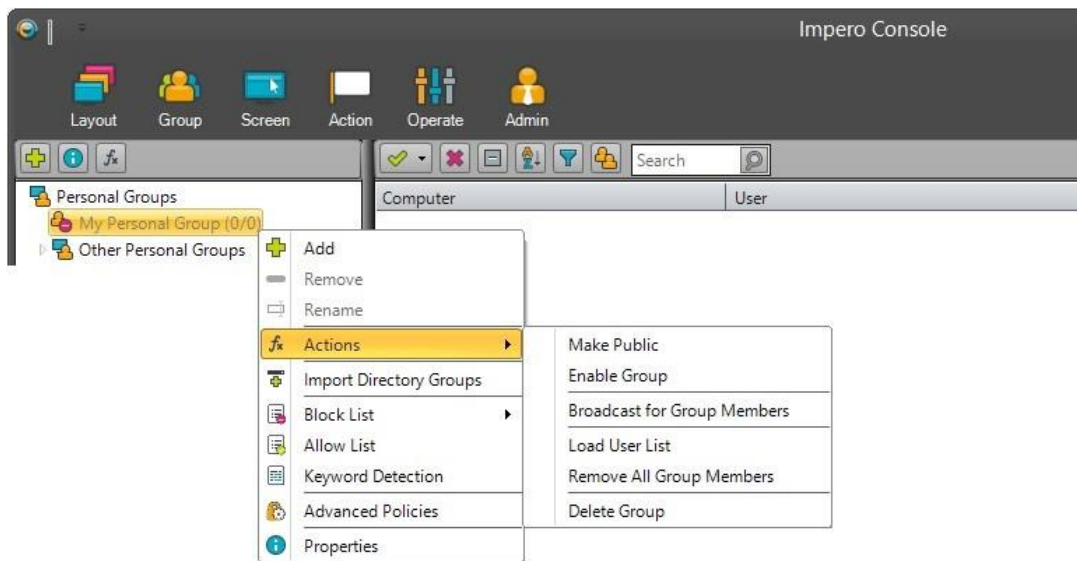 Impero Console
Layout Group Screen Action Operate Admin
fx Search
Personal Groups Computer User
My Personal Group (0/0)
Other Personal Groups
Add
Remove
Rename
fx Actions Make Public
Enable Group
Import Directory Groups
Broadcast for Group Members
Block List
Allow List Load User List
Keyword Detection Remove All Group Members
Advanced Policies Delete Group
Properties